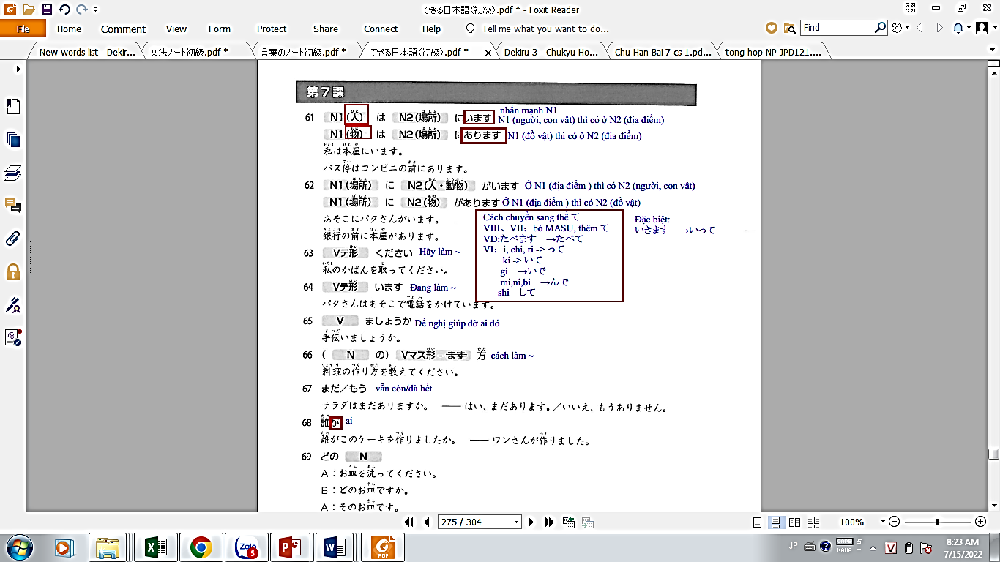 できる日本語(初級).pdf * - Foxit Reader
File Home Comment View Form Protect Share Connect Help Tell me what you want to do... Find
New words list - Dekir... 文法ノート初級.pdf * 言葉のノート初級.pdf * できる日本語(初級).pdf * Dekiru 3 - Chukyu Ho... Chu Han Bai 7 cs 1.pd... tong hop NP JPD121....
第7課
61 N1(人) は N2(場所) にいます nhấn mạnh N1
N1 (người, con vật) thì có ở N2 (địa điểm)
N1(物) は N2(場所) にあります N1 (đồ vật) thì có ở N2 (địa điểm)
私は本屋にいます。
バス停はコンビニの前にあります。
62 N1(場所) に N2(人・動物) がいます Ở N1 (địa điểm ) thì có N2 (người, con vật)
N1(場所) に N2(物) があります Ở N1 (địa điểm ) thì có N2 (đồ vật)
あそこにパクさんがいます。
銀行の前に本屋があります。
Cách chuyển sang thể て
VIII、VII: bỏ MASU, thêm て
VD:たべます →たべて
VI: i, chi, ri -> って
ki -> いて
gi →いで
mi,ni,bi →んで
shi して
Đặc biệt:
いきます →いって
63 Vテ形 ください Hãy làm ~
私のかばんを取ってください。
64 Vテ形 います Đang làm ~
パクさんはあそこで電話をかけています。
65 V ましょうか Đề nghị giúp đỡ ai đó
手伝いましょうか。
66 ( N の) Vマス形 - ます 方 cách làm ~
料理の作り方を教えてください。
67 まだ/もう vẫn còn/đã hết
サラダはまだありますか。 —— はい、まだあります。/いいえ、もうありません。
68 誰が ai
誰がこのケーキを作りましたか。 —— ワンさんが作りました。
69 どの N
A:お皿を洗ってください。
B:どのお皿ですか。
A:そのお皿です。
275 / 304 100%
Zalo 5 PDF JP CAPS KANA 8:23 AM
7/15/2022